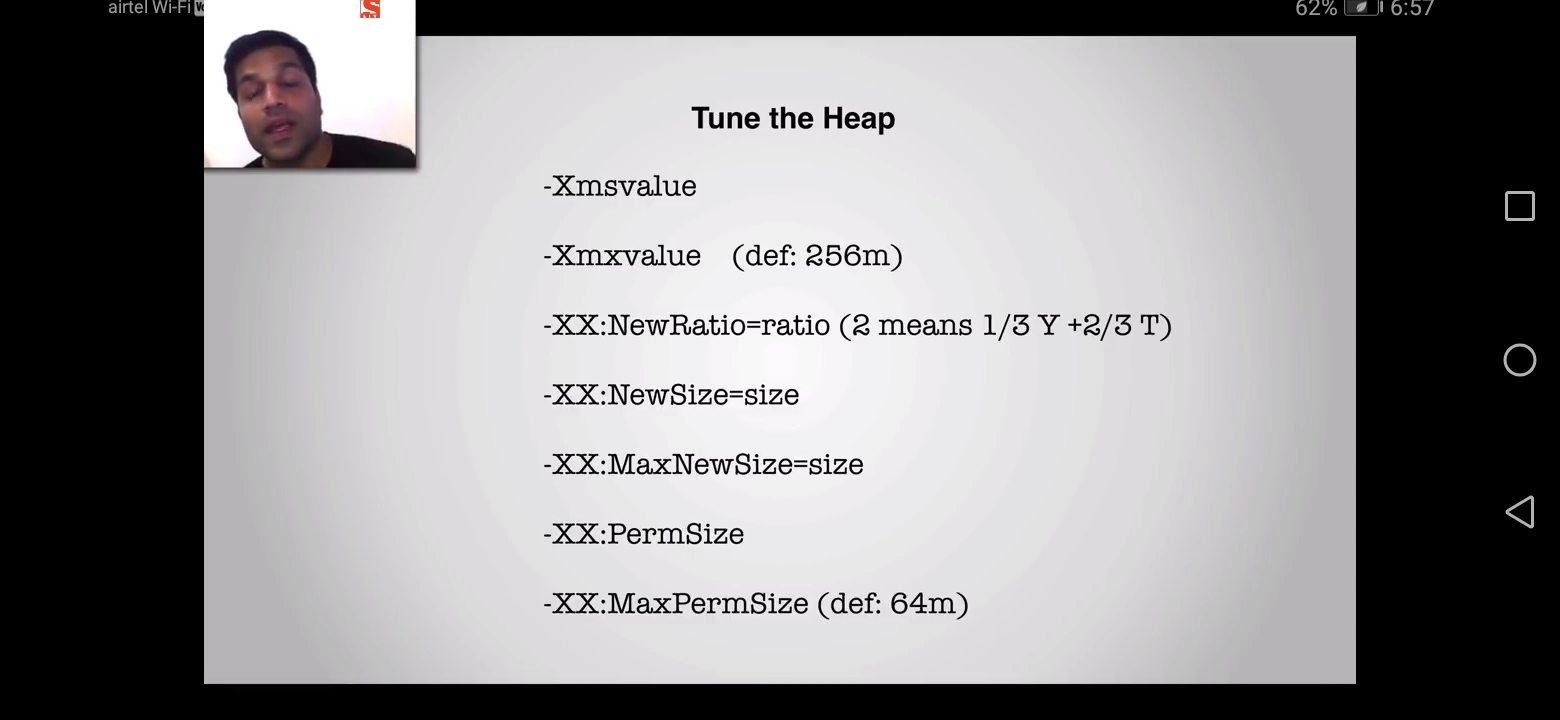 airtel Wi-Fi
62% 6:57
Tune the Heap
-Xmsvalue
-Xmxvalue (def: 256m)
-XX:NewRatio=ratio (2 means 1/3 Y +2/3 T)
-XX:NewSize=size
-XX:MaxNewSize=size
-XX:PermSize
-XX:MaxPermSize (def: 64m)